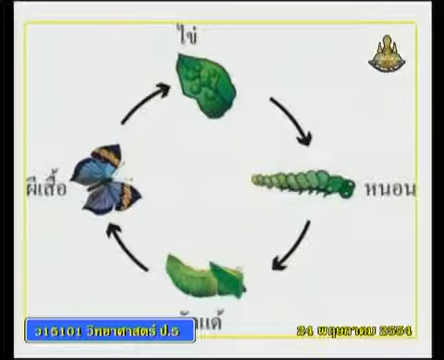 ไข่
ผีเสื้อ
หนอน
ว15101 วิทยาศาสตร์ ป.5
24 พฤษภาคม 2554